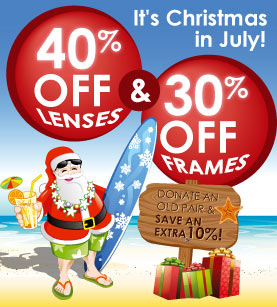 It's Christmas
in July!
40%
OFF
LENSES
&
30%
OFF
FRAMES
DONATE AN
OLD PAIR &
SAVE AN
EXTRA 10%!